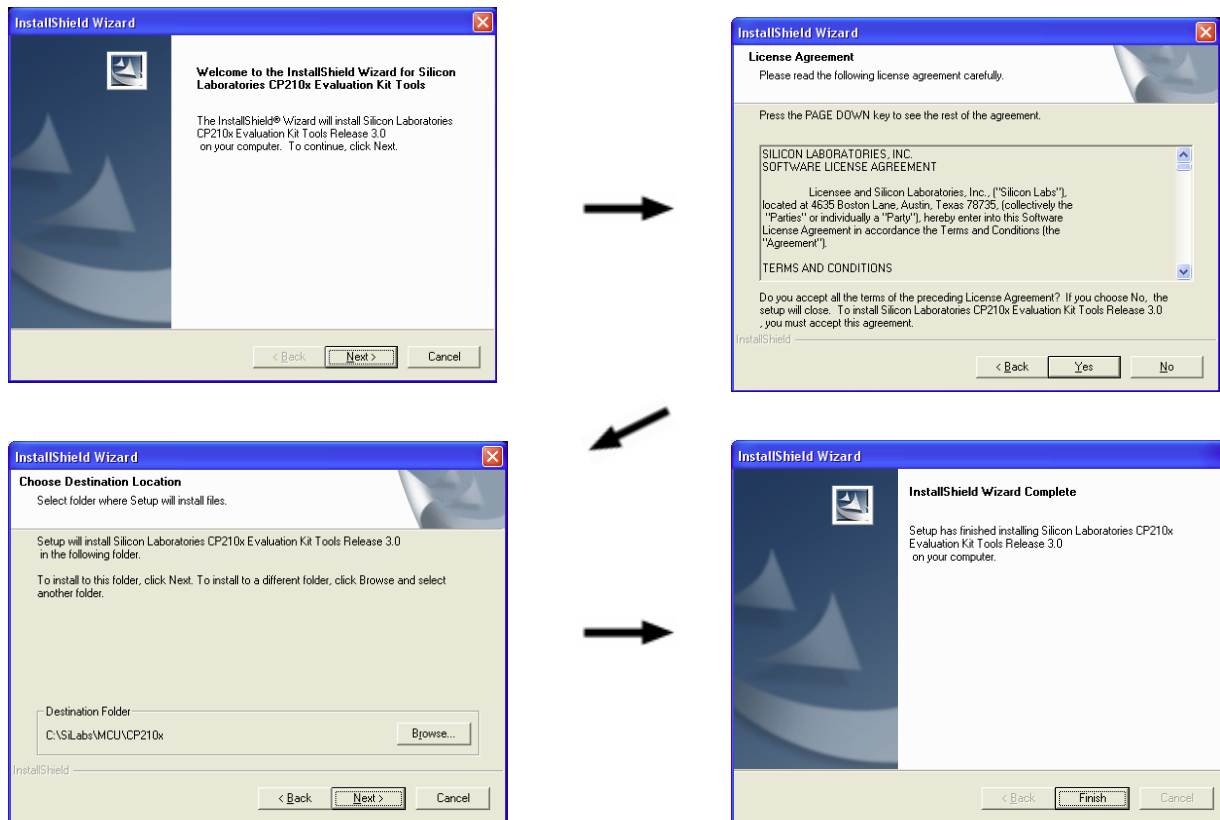 InstallShield Wizard
Welcome to the InstallShield Wizard for Silicon
Laboratories CP210x Evaluation Kit Tools
The InstallShield® Wizard will install Silicon Laboratories
CP210x Evaluation Kit Tools Release 3.0
on your computer. To continue, click Next.
< Back
Next >
Cancel
InstallShield Wizard
License Agreement
Please read the following license agreement carefully.
Press the PAGE DOWN key to see the rest of the agreement.
SILICON LABORATORIES, INC.
SOFTWARE LICENSE AGREEMENT
Licensee and Silicon Laboratories, Inc., ("Silicon Labs"),
located at 4635 Boston Lane, Austin, Texas 78735, (collectively the
"Parties" or individually a "Party"), hereby enter into this Software
License Agreement in accordance the Terms and Conditions (the
"Agreement").
TERMS AND CONDITIONS
Do you accept all the terms of the preceding License Agreement? If you choose No, the
setup will close. To install Silicon Laboratories CP210x Evaluation Kit Tools Release 3.0
, you must accept this agreement.
InstallShield
< Back
Yes
No
InstallShield Wizard
Choose Destination Location
Select folder where Setup will install files.
Setup will install Silicon Laboratories CP210x Evaluation Kit Tools Release 3.0
in the following folder.
To install to this folder, click Next. To install to a different folder, click Browse and select
another folder.
Destination Folder
C:\SiLabs\MCU\CP210x
Browse...
InstallShield
< Back
Next >
Cancel
InstallShield Wizard
InstallShield Wizard Complete
Setup has finished installing Silicon Laboratories CP210x
Evaluation Kit Tools Release 3.0
on your computer.
< Back
Finish
Cancel